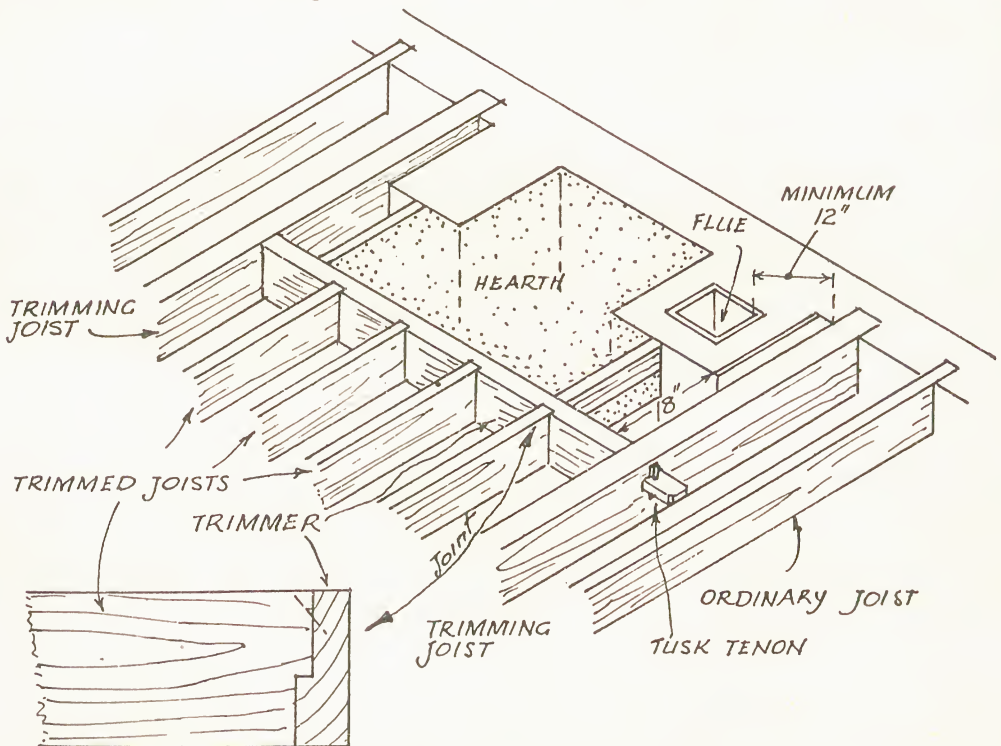 MINIMUM
12"
FLUE
HEARTH
TRIMMING
JOIST
18"
TRIMMED JOISTS
TRIMMER
JOINT
ORDINARY JOIST
TRIMMING
JOIST
TUSK TENON